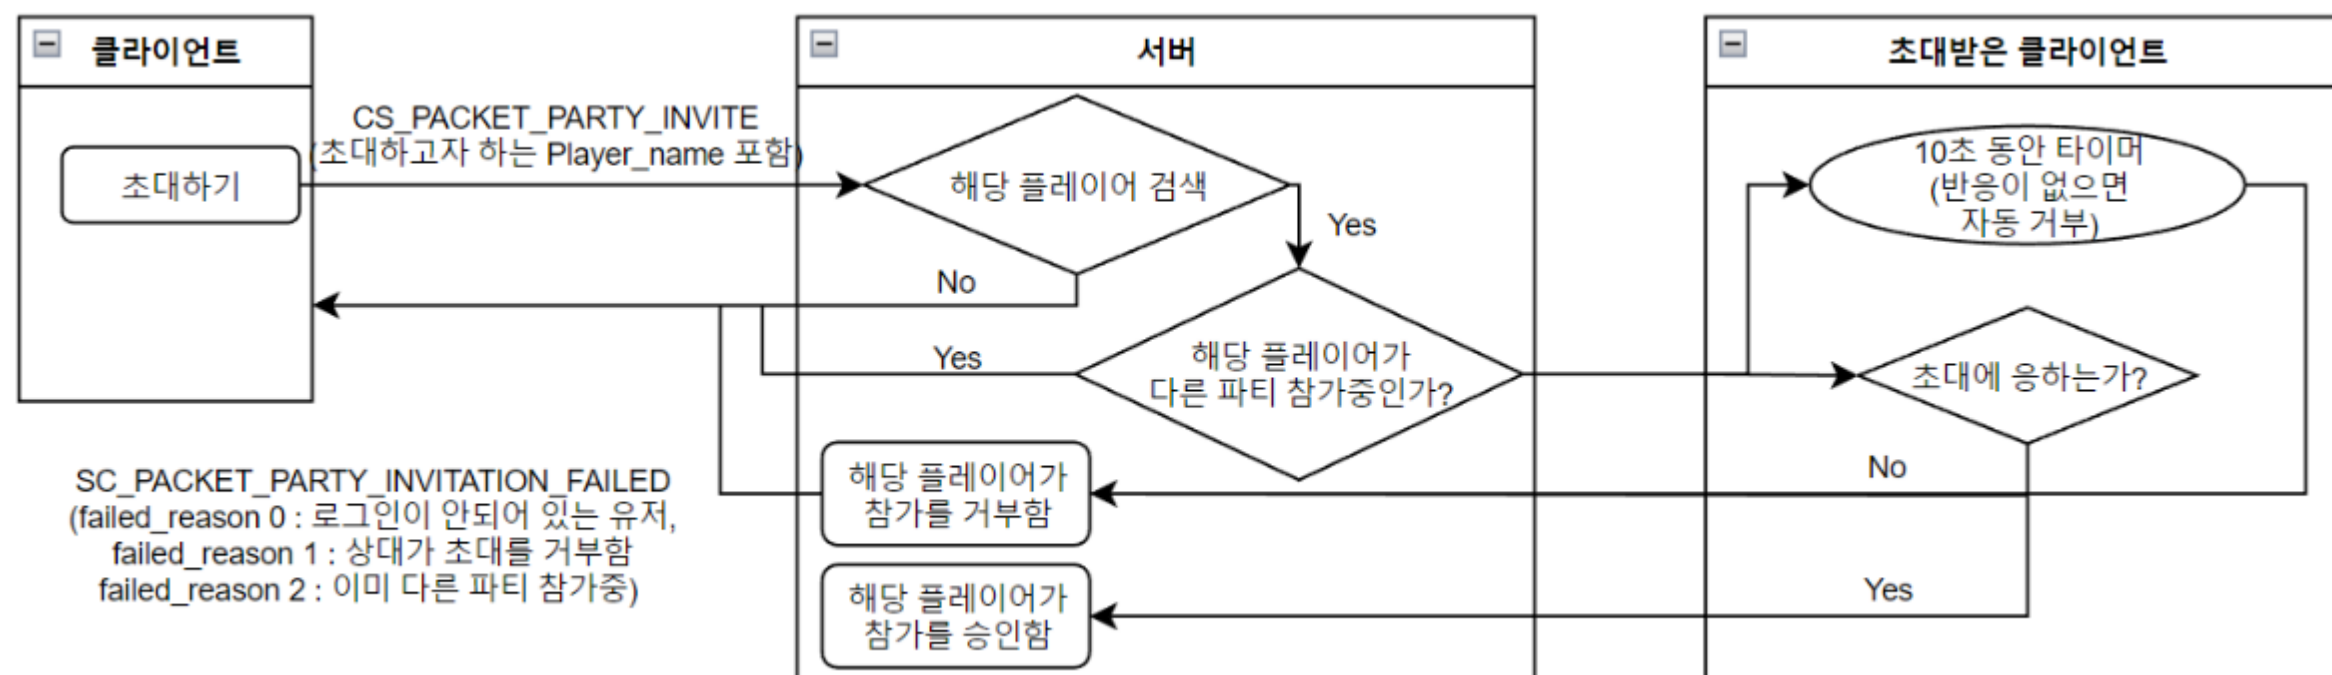 클라이언트
서버
초대받은 클라이언트
CS_PACKET_PARTY_INVITE
(초대하고자 하는 Player_name 포함)
초대하기
해당 플레이어 검색
Yes
No
10초 동안 타이머
(반응이 없으면
자동 거부)
Yes
해당 플레이어가
다른 파티 참가중인가?
초대에 응하는가?
No
해당 플레이어가
참가를 거부함
SC_PACKET_PARTY_INVITATION_FAILED
(failed_reason 0 : 로그인이 안되어 있는 유저,
failed_reason 1 : 상대가 초대를 거부함
failed_reason 2 : 이미 다른 파티 참가중)
Yes
해당 플레이어가
참가를 승인함